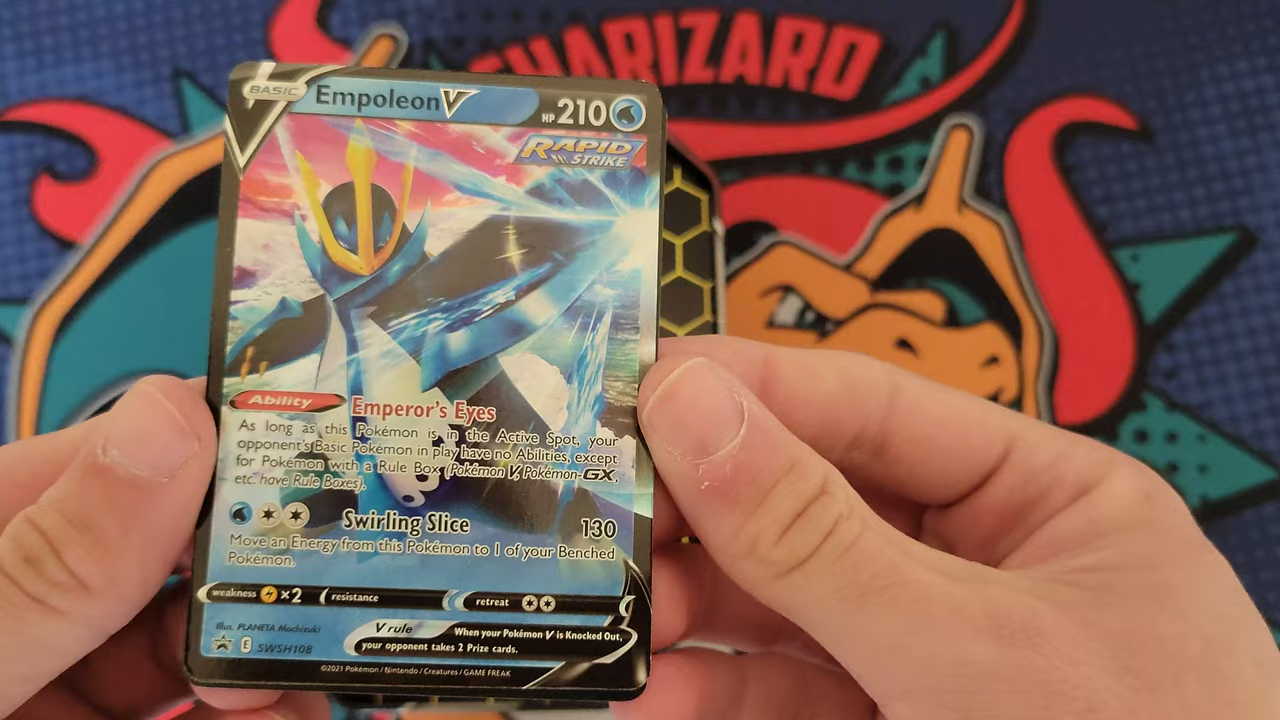 CHARIZARD
BASIC EmpoleonV HP 210
RAPID
STRIKE
Ability Emperor's Eyes
As long as this Pokémon is in the Active Spot, your
opponent's Basic Pokémon in play have no Abilities, except
for Pokémon with a Rule Box (Pokémon V, Pokémon-GX,
etc. have Rule Boxes).
Swirling Slice 130
Move an Energy from this Pokémon to 1 of your Benched
Pokémon.
weakness ×2 resistance retreat
Illus. PLANETA Mochizuki
V rule When your Pokémon V is Knocked Out,
your opponent takes 2 Prize cards.
E SWSH108
©2021 Pokémon / Nintendo / Creatures / GAME FREAK